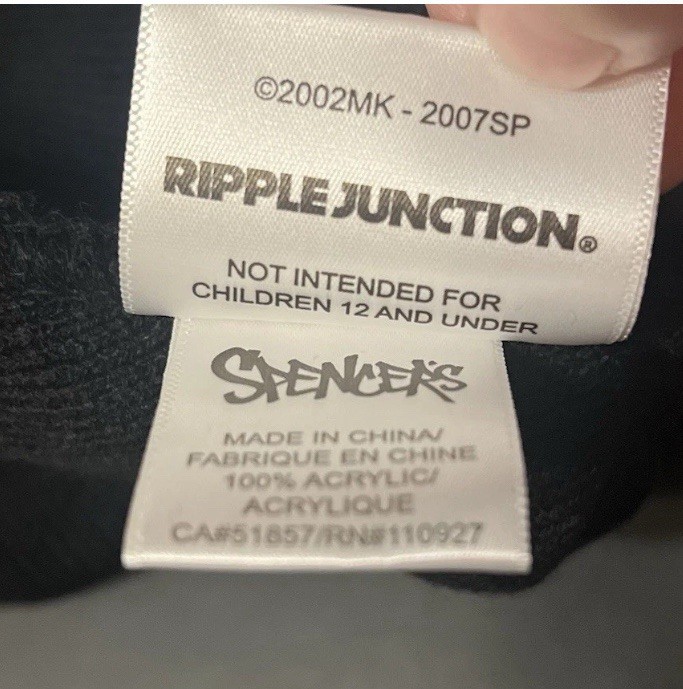 ©2002MK - 2007SP
RIPPLE JUNCTION®
NOT INTENDED FOR
CHILDREN 12 AND UNDER
SPENCER'S
MADE IN CHINA/
FABRIQUE EN CHINE
100% ACRYLIC/
ACRYLIQUE
CA#51857/RN#110927